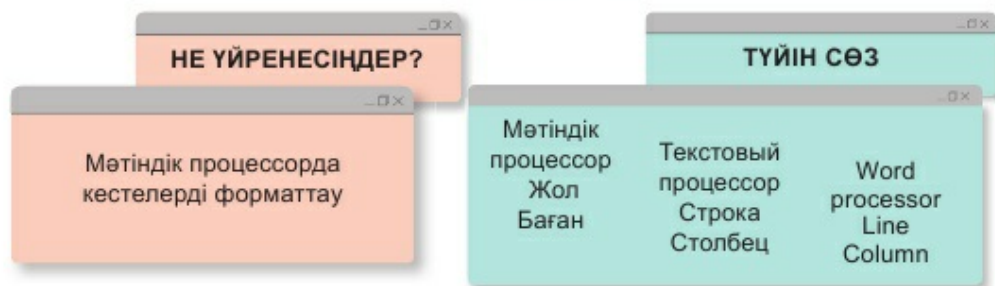 НЕ ҮЙРЕНЕСІҢДЕР?
Мәтіндік процессорда
кестелерді форматтау
ТҮЙІН СӨЗ
Мәтіндік
процессор
Жол
Баған
Текстовый
процессор
Строка
Столбец
Word
processor
Line
Column